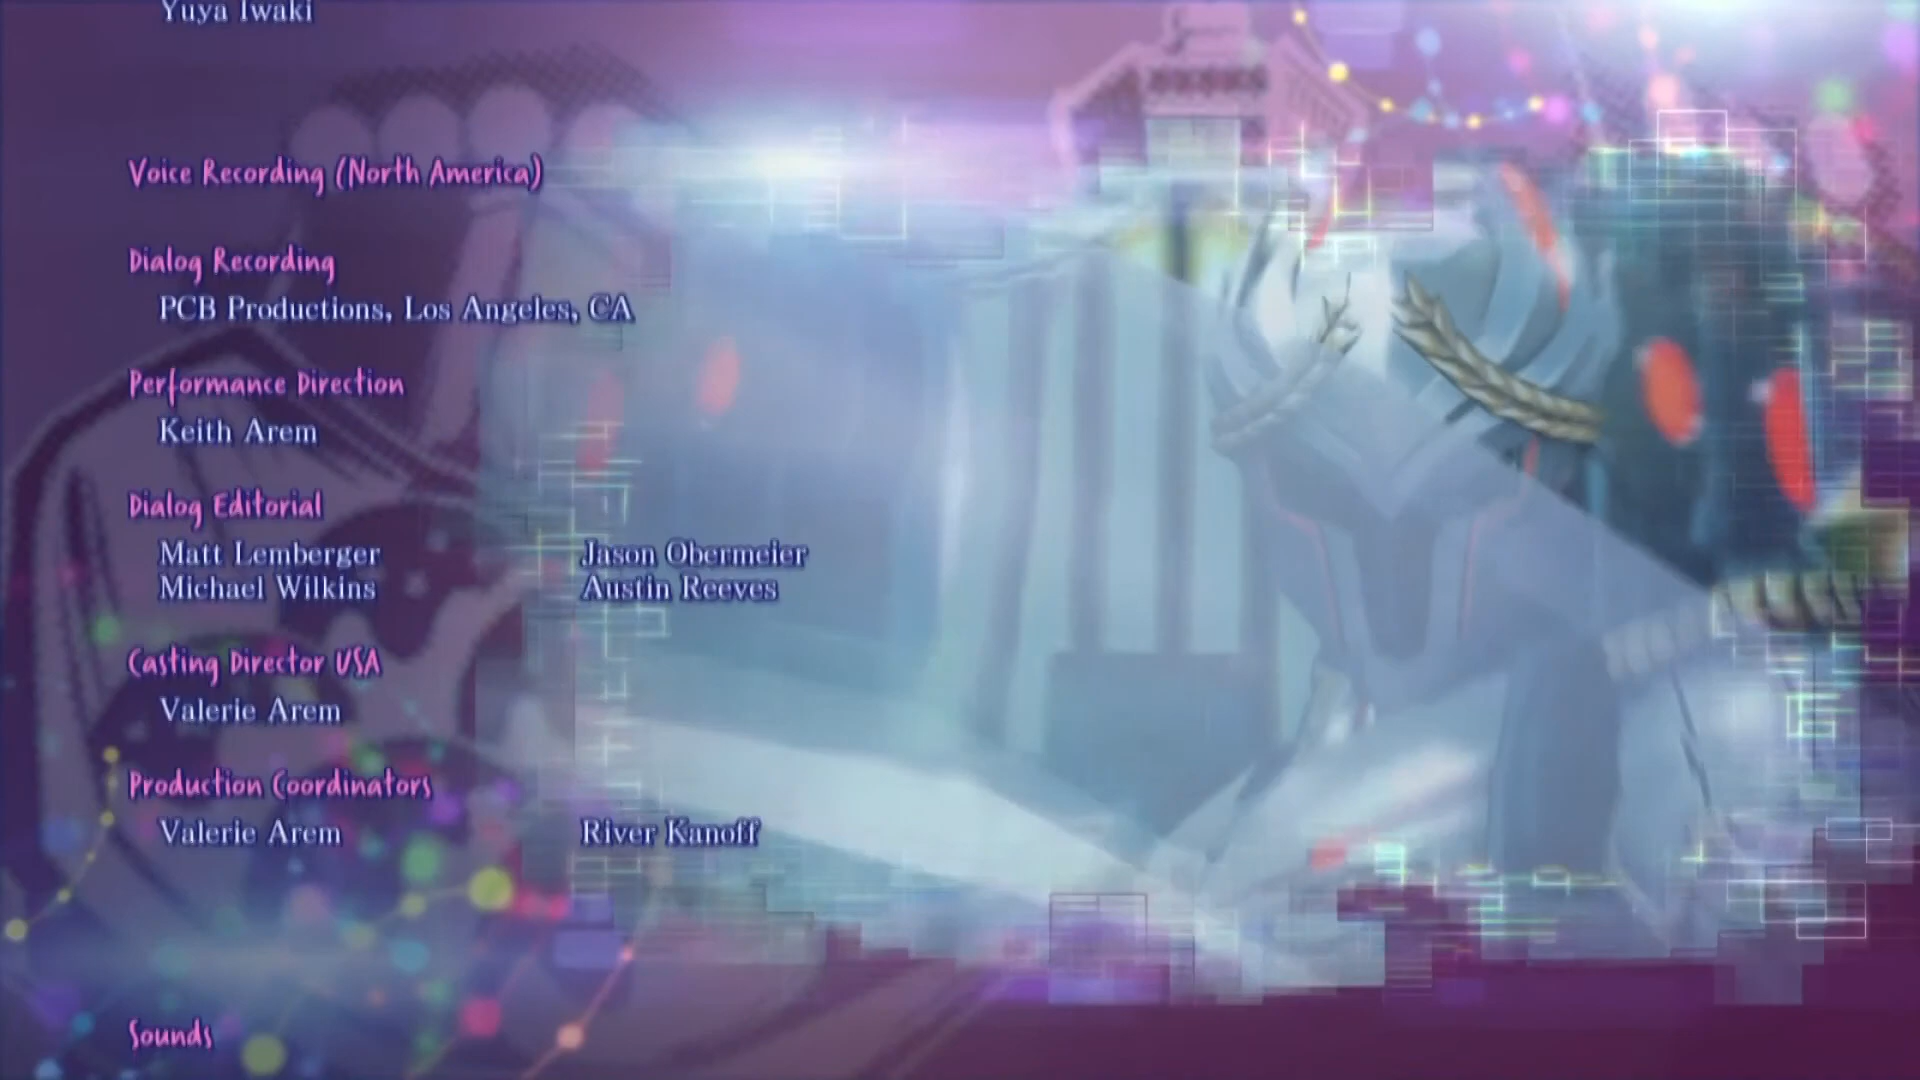 Yuya Iwaki
Voice Recording (North America)
Dialog Recording
PCB Productions, Los Angeles, CA
Performance Direction
Keith Arem
Dialog Editorial
Matt Lemberger Jason Obermeier
Michael Wilkins Austin Reeves
Casting Director USA
Valerie Arem
Production Coordinators
Valerie Arem River Kanoff
Sounds